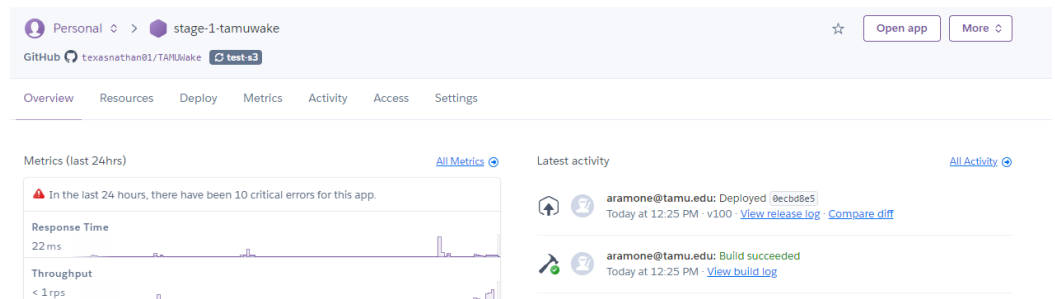 Personal > stage-1-tamuwake
Open app
More
GitHub texasnathan01/TAMUWake test-s3
Overview Resources Deploy Metrics Activity Access Settings
Metrics (last 24hrs)
All Metrics
In the last 24 hours, there have been 10 critical errors for this app.
Response Time
22 ms
Throughput
< 1 rps
Latest activity
All Activity
aramone@tamu.edu: Deployed 0ecbd8e5
Today at 12:25 PM · v100 · View release log · Compare diff
aramone@tamu.edu: Build succeeded
Today at 12:25 PM · View build log